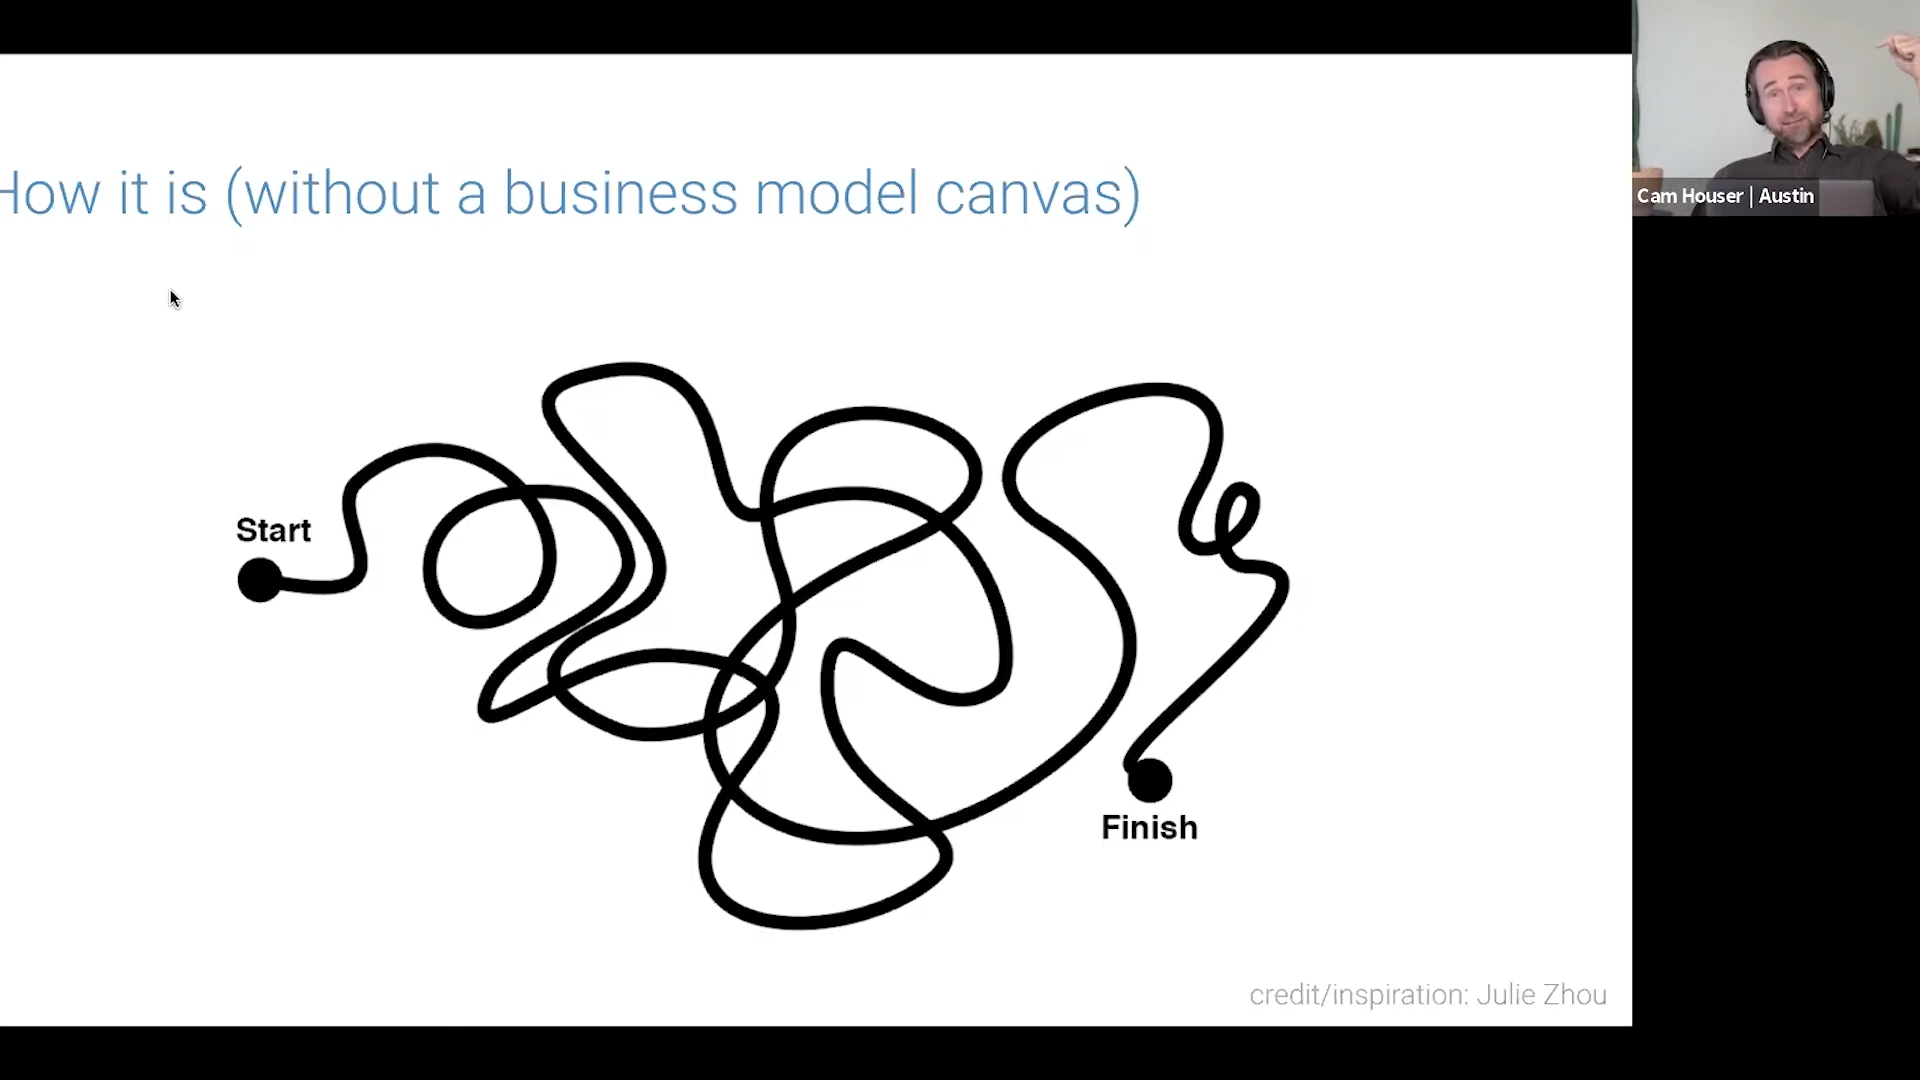 How it is (without a business model canvas)
Cam Houser | Austin
Start
Finish
credit/inspiration: Julie Zhou